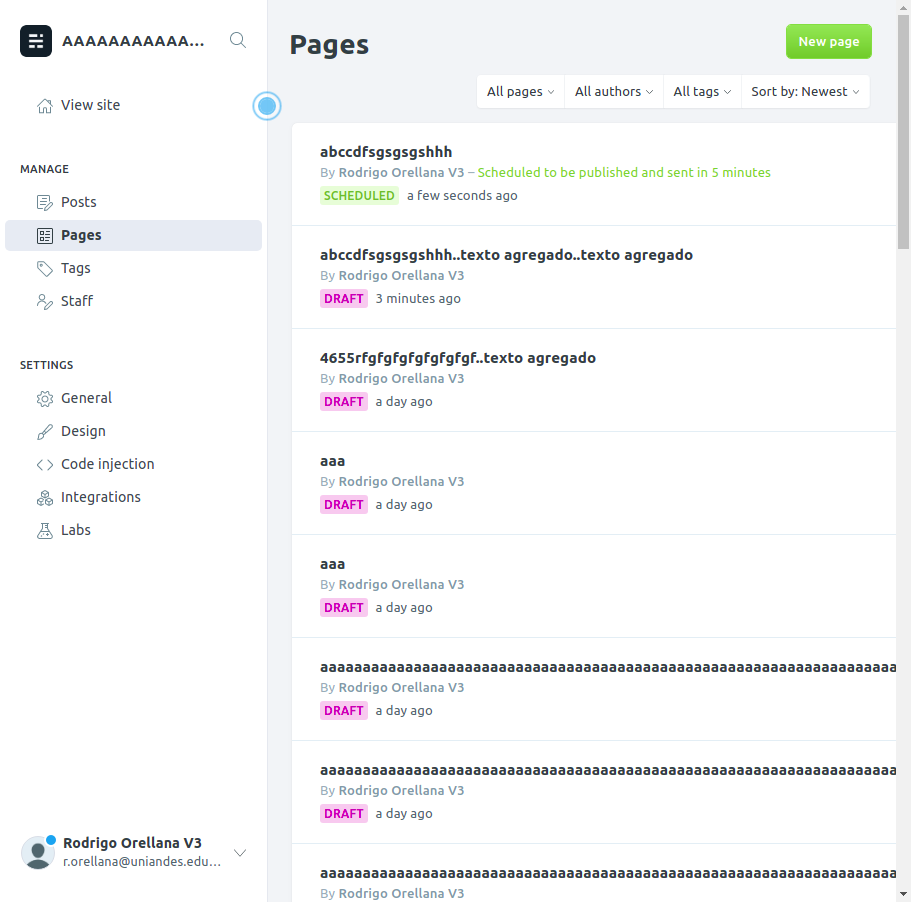 AAAAAAAAAAA...
View site
MANAGE
Posts
Pages
Tags
Staff
SETTINGS
General
Design
Code injection
Integrations
Labs
Rodrigo Orellana V3
r.orellana@uniandes.edu...
Pages
New page
All pages
All authors
All tags
Sort by: Newest
abccdfsgsgsgshhh
By Rodrigo Orellana V3 – Scheduled to be published and sent in 5 minutes
SCHEDULED a few seconds ago
abccdfsgsgsgshhh..texto agregado..texto agregado
By Rodrigo Orellana V3
DRAFT 3 minutes ago
4655rfgfgfgfgfgfgfgf..texto agregado
By Rodrigo Orellana V3
DRAFT a day ago
aaa
By Rodrigo Orellana V3
DRAFT a day ago
aaa
By Rodrigo Orellana V3
DRAFT a day ago
aaaaaaaaaaaaaaaaaaaaaaaaaaaaaaaaaaaaaaaaaaaaaaaaaaaaaaaaaaaaaaaaaaaa
By Rodrigo Orellana V3
DRAFT a day ago
aaaaaaaaaaaaaaaaaaaaaaaaaaaaaaaaaaaaaaaaaaaaaaaaaaaaaaaaaaaaaaaaaaaa
By Rodrigo Orellana V3
DRAFT a day ago
aaaaaaaaaaaaaaaaaaaaaaaaaaaaaaaaaaaaaaaaaaaaaaaaaaaaaaaaaaaaaaaaaaaa
By Rodrigo Orellana V3